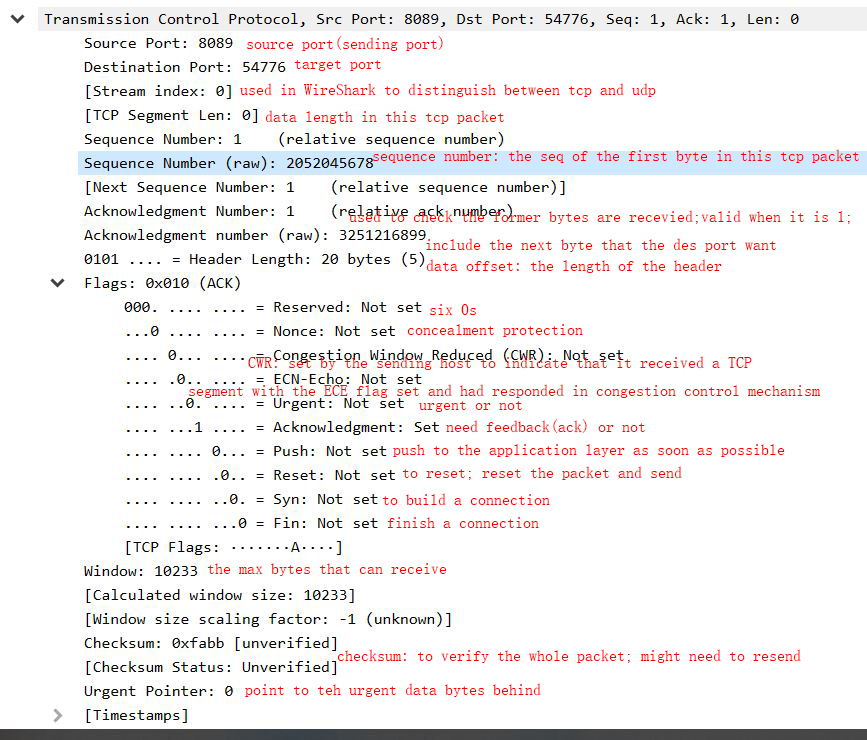 Transmission Control Protocol, Src Port: 8089, Dst Port: 54776, Seq: 1, Ack: 1, Len: 0
Source Port: 8089 source port(sending port)
Destination Port: 54776 target port
[Stream index: 0] used in WireShark to distinguish between tcp and udp
[TCP Segment Len: 0] data length in this tcp packet
Sequence Number: 1 (relative sequence number)
Sequence Number (raw): 2052045678 sequence number: the seq of the first byte in this tcp packet
[Next Sequence Number: 1 (relative sequence number)]
Acknowledgment Number: 1 (relative ack number)
used to check the former bytes are recevied;valid when it is 1;
Acknowledgment number (raw): 3251216899
include the next byte that the des port want
0101 .... = Header Length: 20 bytes (5)
data offset: the length of the header
Flags: 0x010 (ACK)
000. .... .... = Reserved: Not set six 0s
...0 .... .... = Nonce: Not set concealment protection
.... 0... .... = Congestion Window Reduced (CWR): Not set
CWR: set by the sending host to indicate that it received a TCP
.... .0.. .... = ECN-Echo: Not set
segment with the ECE flag set and had responded in congestion control mechanism
.... ..0. .... = Urgent: Not set urgent or not
.... ...1 .... = Acknowledgment: Set need feedback(ack) or not
.... .... 0... = Push: Not set push to the application layer as soon as possible
.... .... .0.. = Reset: Not set to reset; reset the packet and send
.... .... ..0. = Syn: Not set to build a connection
.... .... ...0 = Fin: Not set finish a connection
[TCP Flags: ·······A····]
Window: 10233 the max bytes that can receive
[Calculated window size: 10233]
[Window size scaling factor: -1 (unknown)]
Checksum: 0xfabb [unverified]
checksum: to verify the whole packet; might need to resend
[Checksum Status: Unverified]
Urgent Pointer: 0 point to teh urgent data bytes behind
[Timestamps]